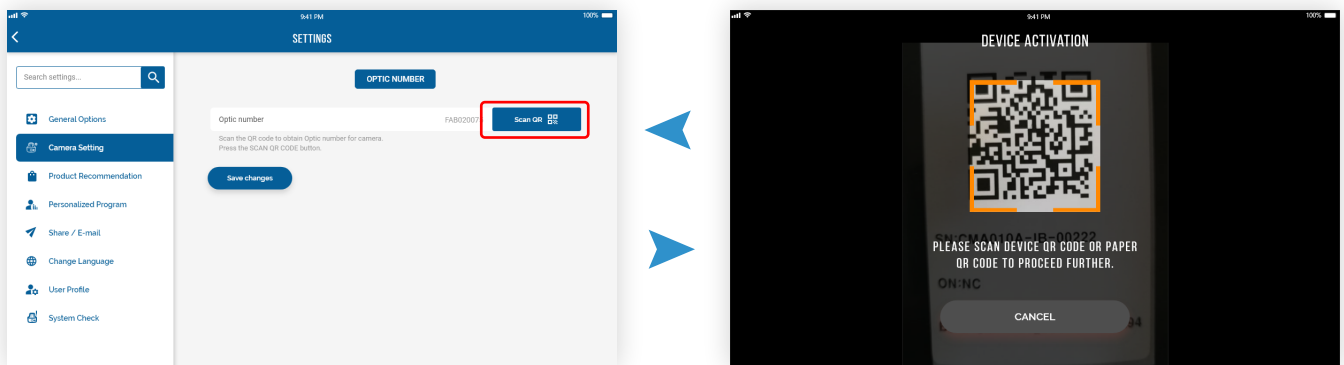 9:41 PM
100%
SETTINGS
Search settings...
OPTIC NUMBER
General Options
Optic number
FAB02007
Scan QR
Camera Setting
Scan the QR code to obtain Optic number for camera.
Press the SCAN QR CODE button.
Product Recommendation
Save changes
Personalized Program
Share / E-mail
Change Language
User Profile
System Check
9:41 PM
100%
DEVICE ACTIVATION
SN:CMA010A-IB-00222
PLEASE SCAN DEVICE QR CODE OR PAPER
QR CODE TO PROCEED FURTHER.
ON:NC
CANCEL
94